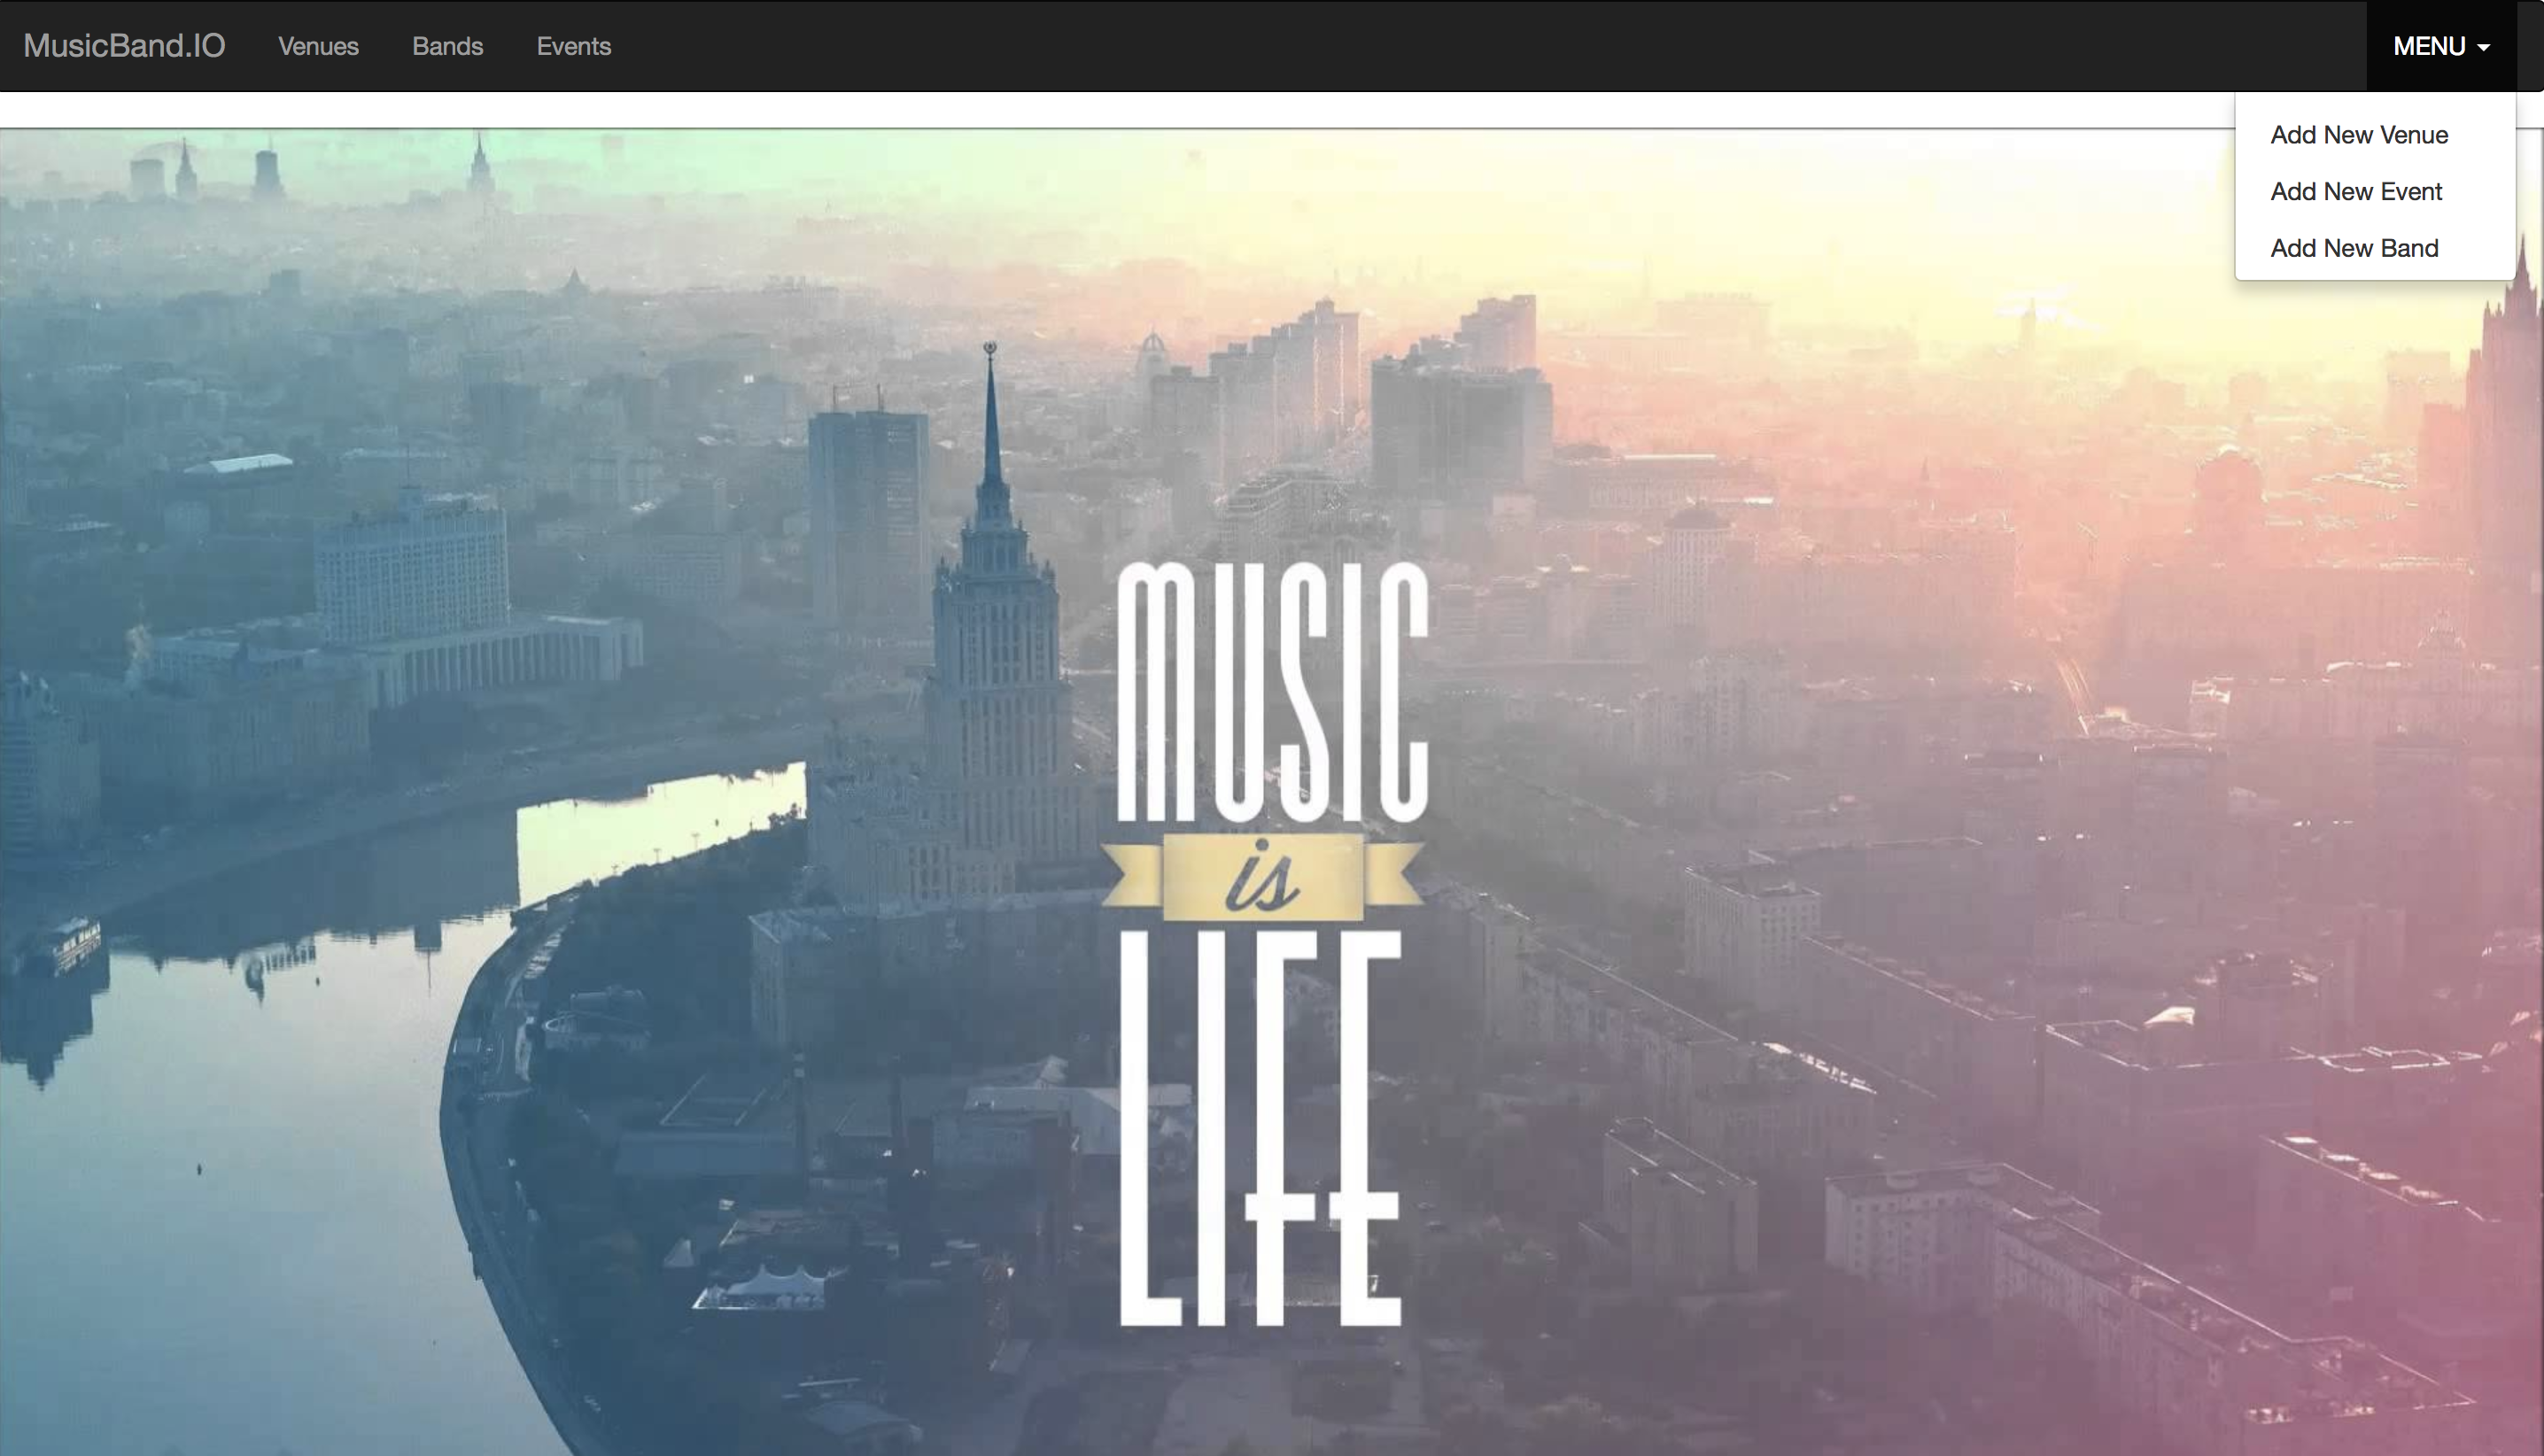 MusicBand.IO Venues Bands Events MENU
Add New Venue
Add New Event
Add New Band
MUSIC
is
LIFE